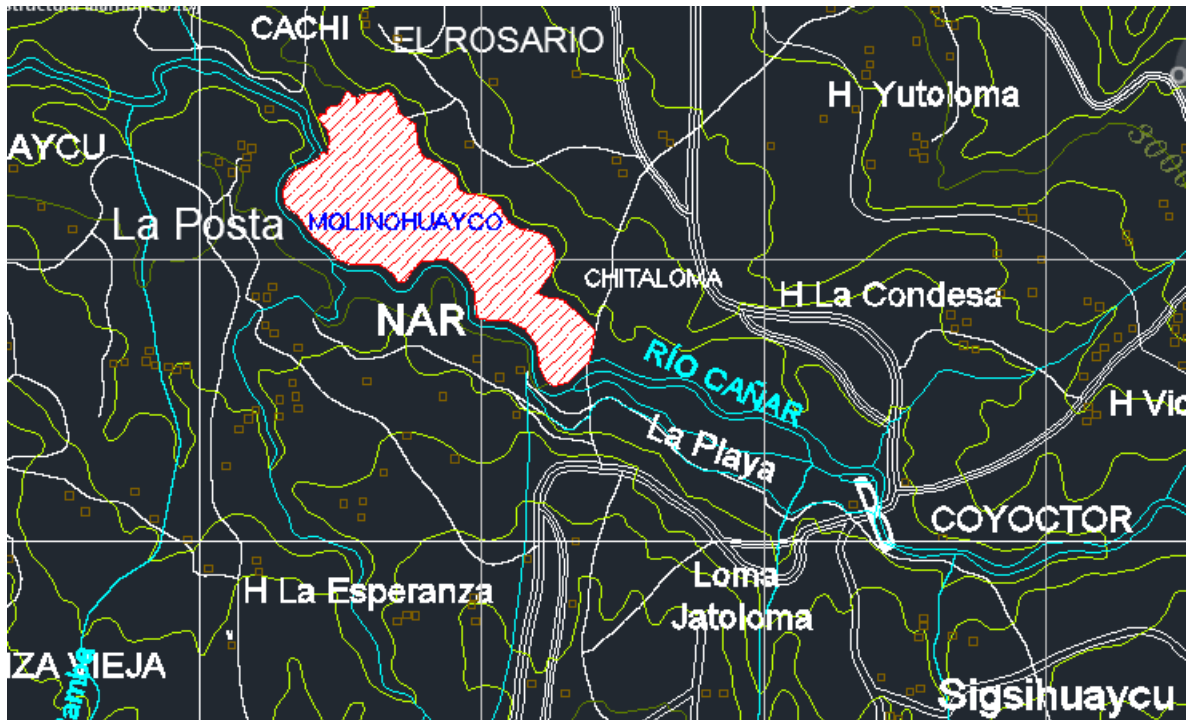 CACHI
EL ROSARIO
H Yutoloma
3000
AYCU
La Posta
MOLINOHUAYCO
CHITALOMA
H La Condesa
NAR
RÍO CAÑAR
H Vic
La Playa
COYOCTOR
Loma
Jatoloma
H La Esperanza
IZA VIEJA
Sigsihuaycu